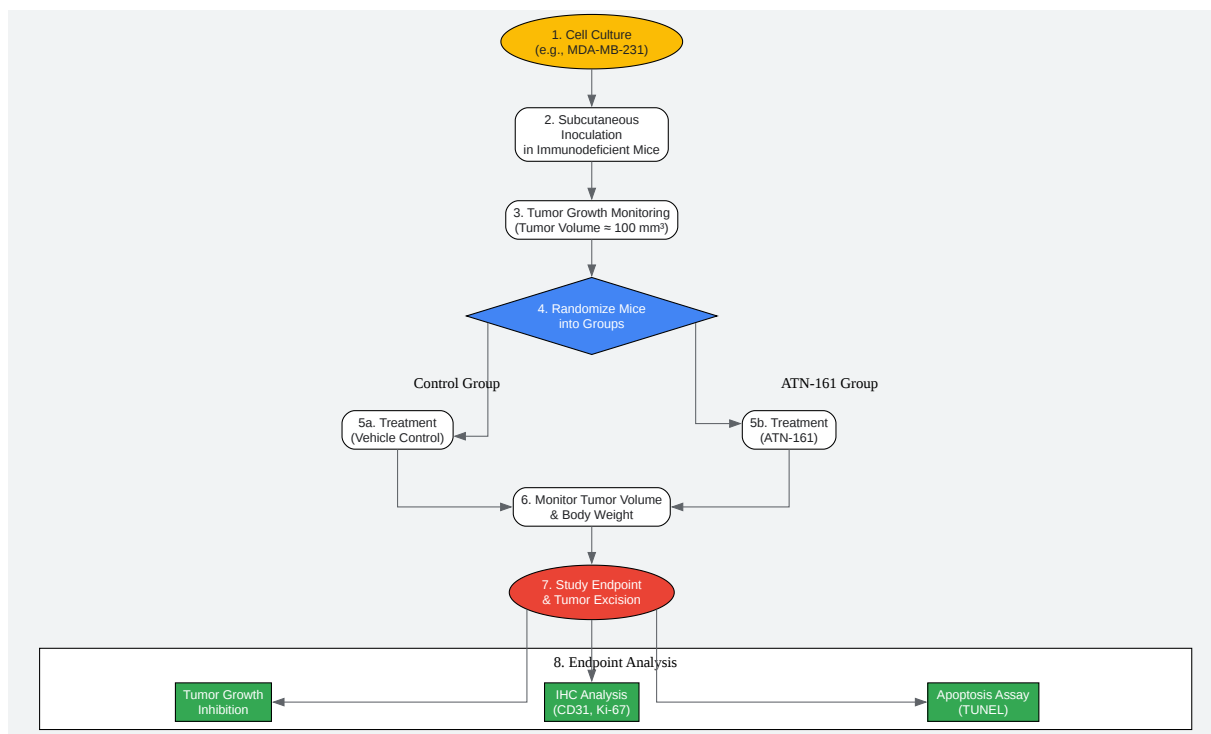 1. Cell Culture
(e.g., MDA-MB-231)
2. Subcutaneous
Inoculation
in Immunodeficient Mice
3. Tumor Growth Monitoring
(Tumor Volume ≈ 100 mm³)
4. Randomize Mice
into Groups
Control Group
ATN-161 Group
5a. Treatment
(Vehicle Control)
5b. Treatment
(ATN-161)
6. Monitor Tumor Volume
& Body Weight
7. Study Endpoint
& Tumor Excision
8. Endpoint Analysis
Tumor Growth
Inhibition
IHC Analysis
(CD31, Ki-67)
Apoptosis Assay
(TUNEL)